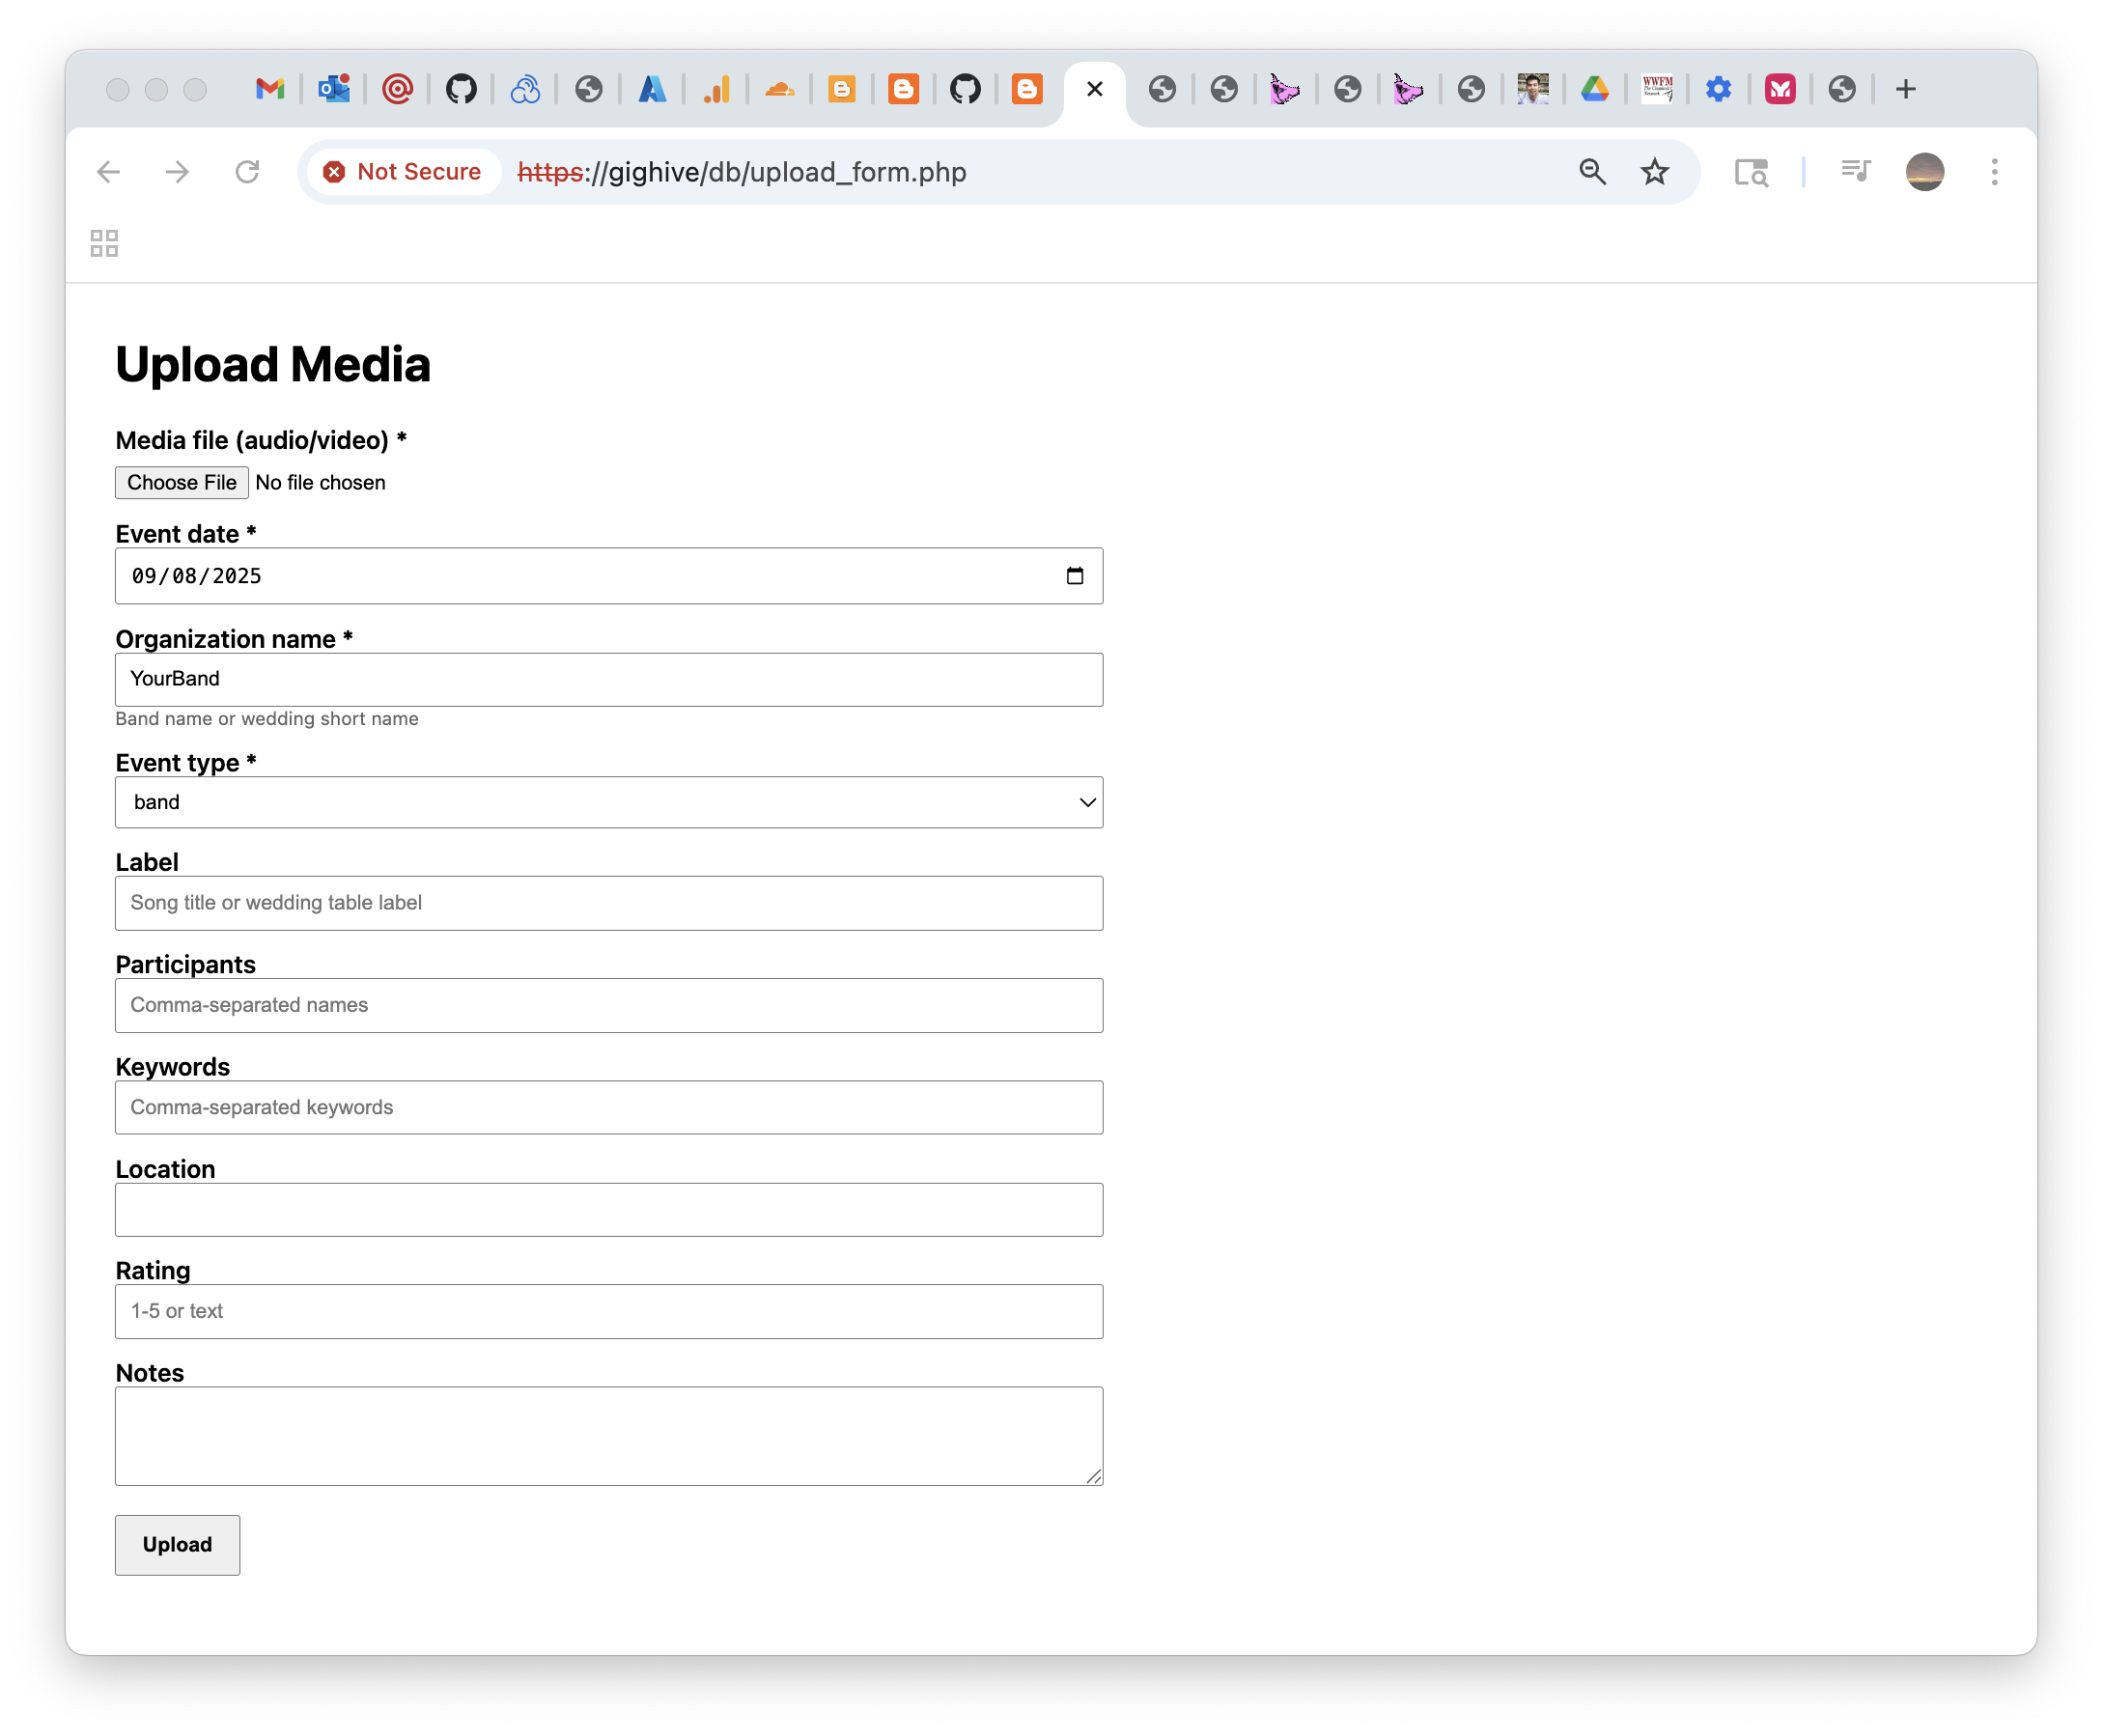 WWFM
Not Secure
https://gighive/db/upload_form.php
Upload Media
Media file (audio/video) *
Choose File No file chosen
Event date *
09/08/2025
Organization name *
YourBand
Band name or wedding short name
Event type *
band
Label
Song title or wedding table label
Participants
Comma-separated names
Keywords
Comma-separated keywords
Location
Rating
1-5 or text
Notes
Upload